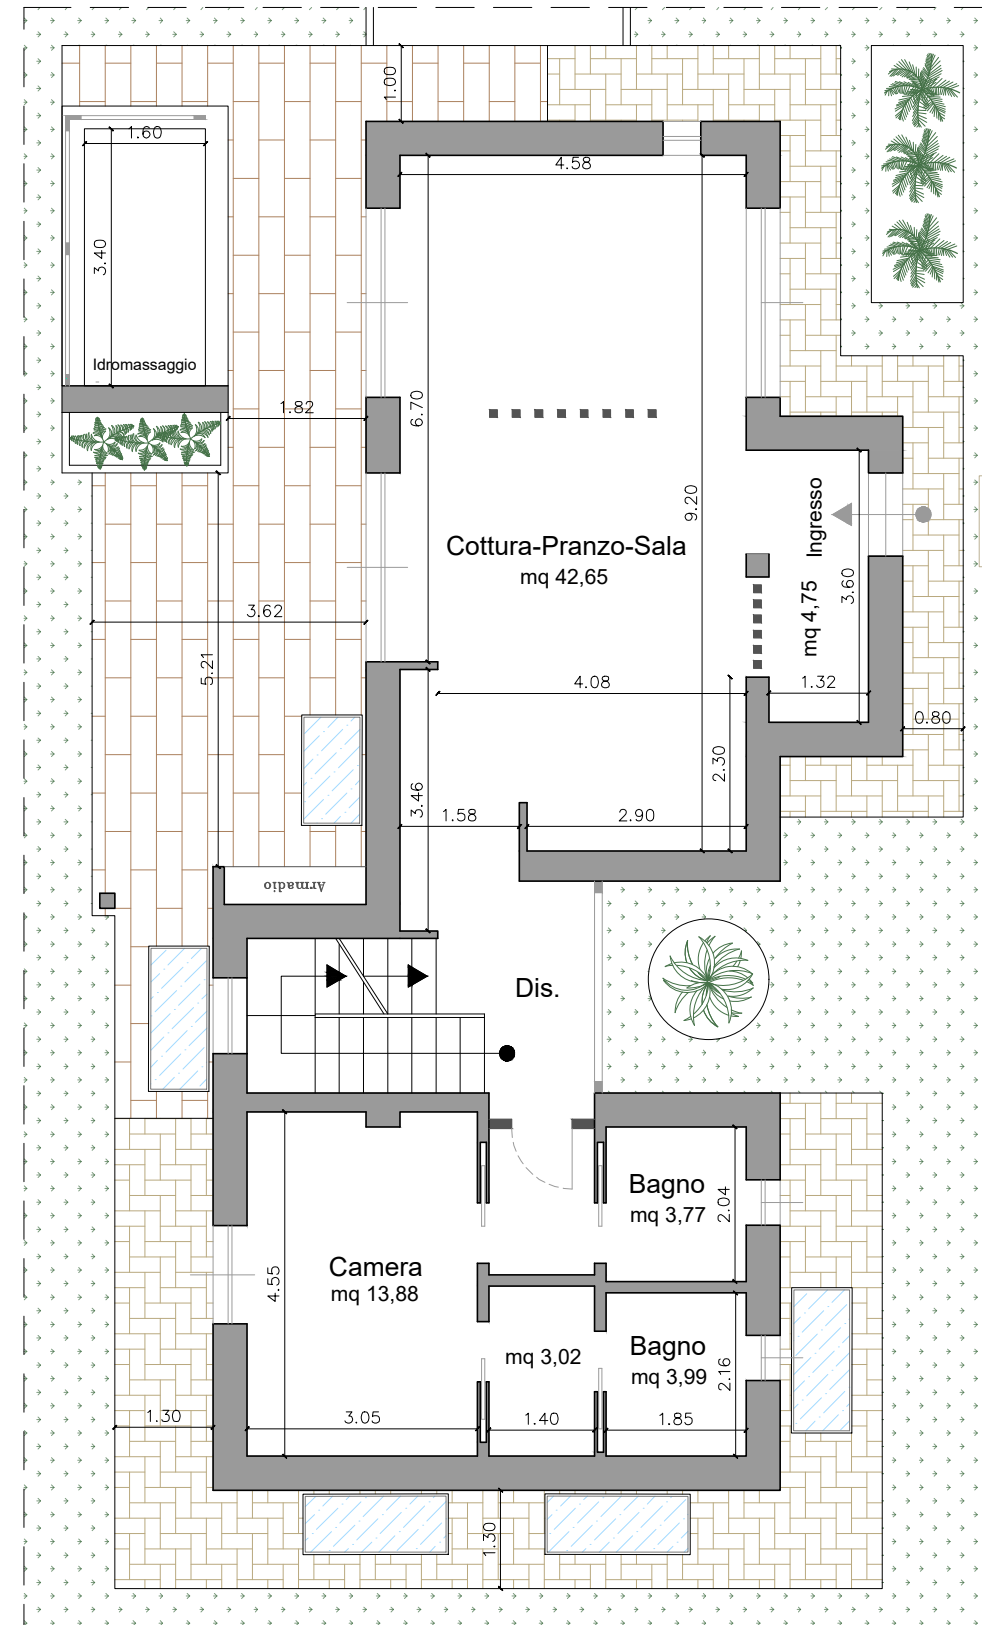 1.00
1.60
4.58
3.40
Idromassaggio
1.82
6.70
9.20
Ingresso
mq 4,75
3.60
Cottura-Pranzo-Sala
mq 42,65
3.62
5.21
4.08
1.32
0.80
2.30
3.46
1.58
2.90
Armadio
Dis.
Bagno
mq 3,77
2.04
Camera
mq 13,88
4.55
mq 3,02
Bagno
mq 3,99
2.16
1.30
3.05
1.40
1.85
1.30